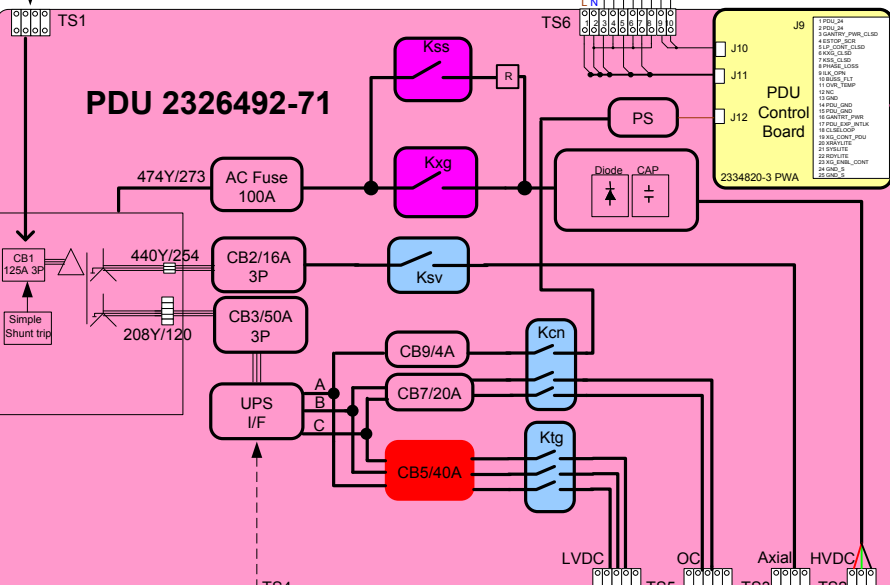 TS1
L N
TS6
1 2 3 4 5 6 7 8 9 10
PDU 2326492-71
Kss
R
Kxg
474Y/273
AC Fuse
100A
Diode CAP
PS
J9
J10
J11
J12
PDU
Control
Board
2334820-3 PWA
1 PDU_24
2 PDU_24
3 GANTRY_PWR_CLSD
4 ESTOP_SCR
5 LP_CONT_CLSD
6 KXG_CLSD
7 KSS_CLSD
8 PHASE_LOSS
9 ILK_OPN
10 BUSS_FLT
11 OVR_TEMP
12 NC
13 GND
14 PDU_GND
15 PDU_GND
16 GANTRT_PWR
17 PDU_EXP_INTLK
18 CLSELOOP
19 XG_CONT_PDU
20 XRAYLITE
21 SYSLITE
22 RDYLITE
23 XG_ENBL_CONT
24 GND_S
25 GND_S
CB1
125A 3P
Simple
Shunt trip
440Y/254
CB2/16A
3P
Ksv
208Y/120
CB3/50A
3P
UPS
I/F
A
B
C
CB9/4A
CB7/20A
CB5/40A
Kcn
Ktg
LVDC
OC
Axial
HVDC
TS4
TS5
TS3
TS2